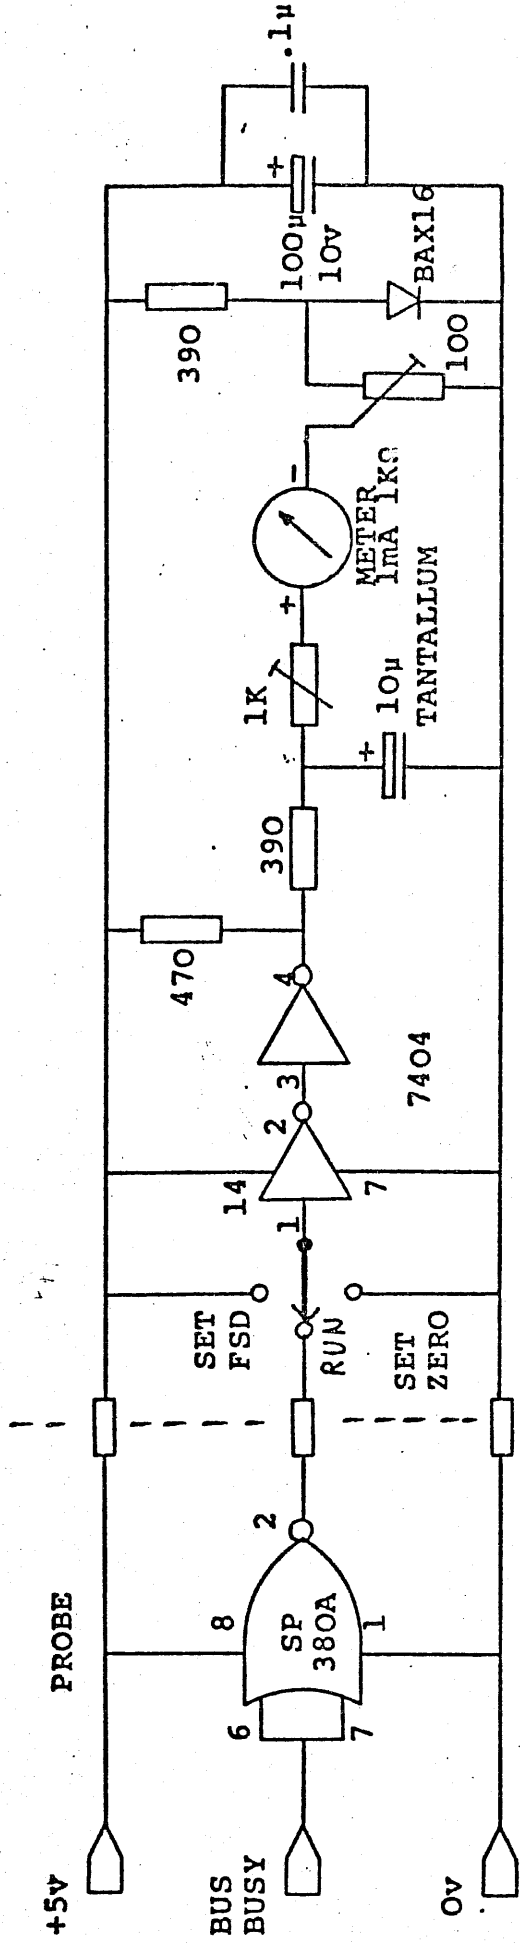 +5v
PROBE
BUS
BUSY
0v
6
7
8
SP
380A
1
2
SET
FSD
RUN
SET
ZERO
14
1
2
7
3
4
7404
470
390
10µ
+
TANTALLUM
1K
+
-
METER
1mA 1KΩ
390
100
BAX16
100µ
10v
+
.1µ